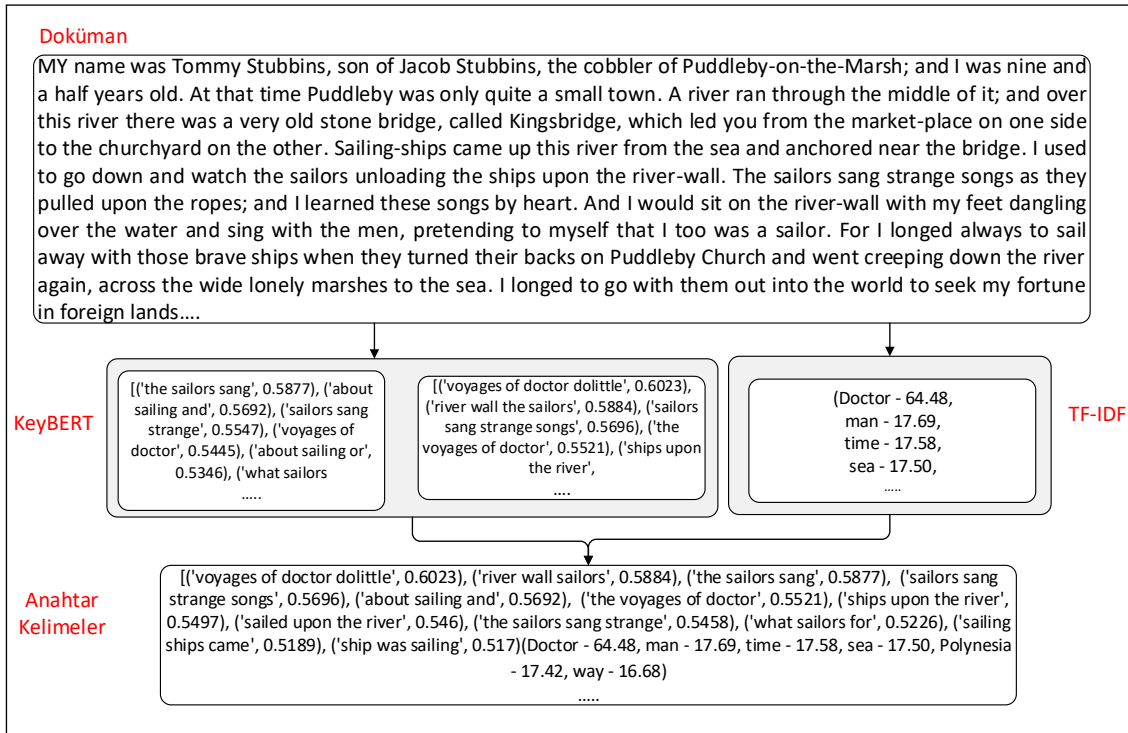 Doküman
MY name was Tommy Stubbins, son of Jacob Stubbins, the cobbler of Puddleby-on-the-Marsh; and I was nine and
a half years old. At that time Puddleby was only quite a small town. A river ran through the middle of it; and over
this river there was a very old stone bridge, called Kingsbridge, which led you from the market-place on one side
to the churchyard on the other. Sailing-ships came up this river from the sea and anchored near the bridge. I used
to go down and watch the sailors unloading the ships upon the river-wall. The sailors sang strange songs as they
pulled upon the ropes; and I learned these songs by heart. And I would sit on the river-wall with my feet dangling
over the water and sing with the men, pretending to myself that I too was a sailor. For I longed always to sail
away with those brave ships when they turned their backs on Puddleby Church and went creeping down the river
again, across the wide lonely marshes to the sea. I longed to go with them out into the world to seek my fortune
in foreign lands….
KeyBERT
[('the sailors sang', 0.5877), ('about
sailing and', 0.5692), ('sailors sang
strange', 0.5547), ('voyages of
doctor', 0.5445), ('about sailing or',
0.5346), ('what sailors
…..
[('voyages of doctor dolittle', 0.6023),
('river wall the sailors', 0.5884), ('sailors
sang strange songs', 0.5696), ('the
voyages of doctor', 0.5521), ('ships upon
the river',
….
(Doctor - 64.48,
man - 17.69,
time - 17.58,
sea - 17.50,
…..
TF-IDF
Anahtar
Kelimeler
[('voyages of doctor dolittle', 0.6023), ('river wall sailors', 0.5884), ('the sailors sang', 0.5877), ('sailors sang
strange songs', 0.5696), ('about sailing and', 0.5692), ('the voyages of doctor', 0.5521), ('ships upon the river',
0.5497), ('sailed upon the river', 0.546), ('the sailors sang strange', 0.5458), ('what sailors for', 0.5226), ('sailing
ships came', 0.5189), ('ship was sailing', 0.517)(Doctor - 64.48, man - 17.69, time - 17.58, sea - 17.50, Polynesia
- 17.42, way - 16.68)
…..